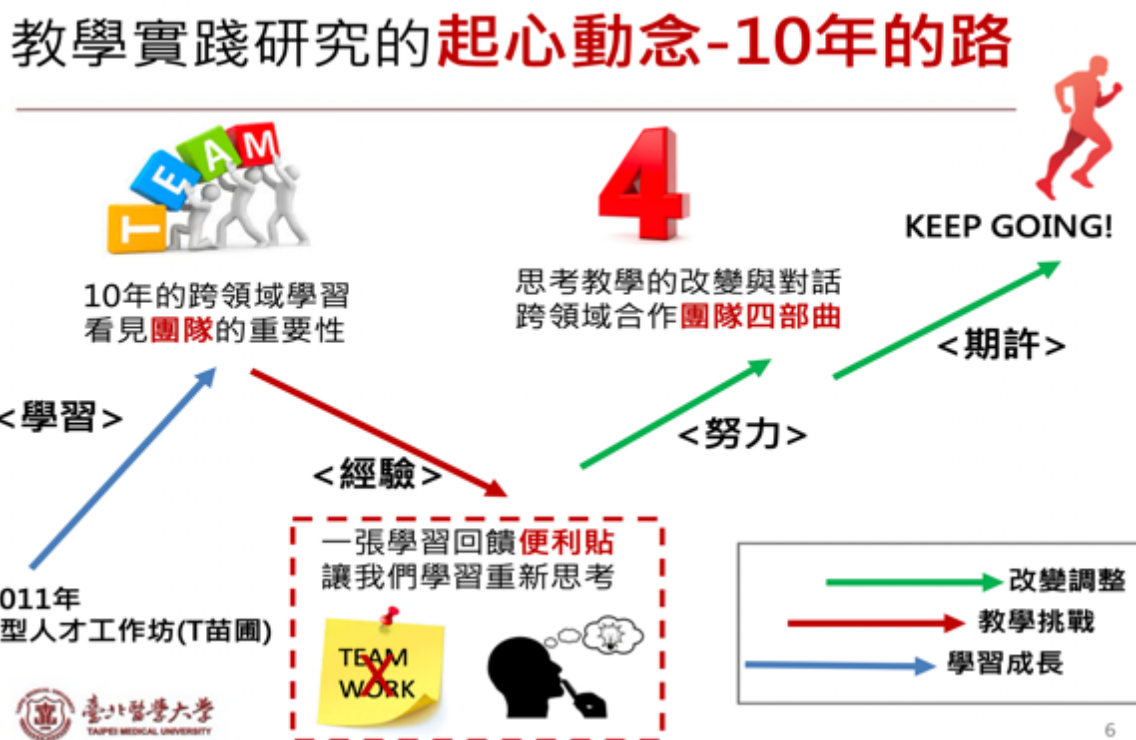 教學實踐研究的起心動念-10年的路
TEAM
4
KEEP GOING!
10年的跨領域學習
看見團隊的重要性
思考教學的改變與對話
跨領域合作團隊四部曲
<期許>
<學習>
<努力>
<經驗>
一張學習回饋便利貼
讓我們學習重新思考
TEAM
WORK
011年
型人才工作坊(T苗圃)
改變調整
教學挑戰
學習成長
臺北醫學大學
TAIPEI MEDICAL UNIVERSITY
6